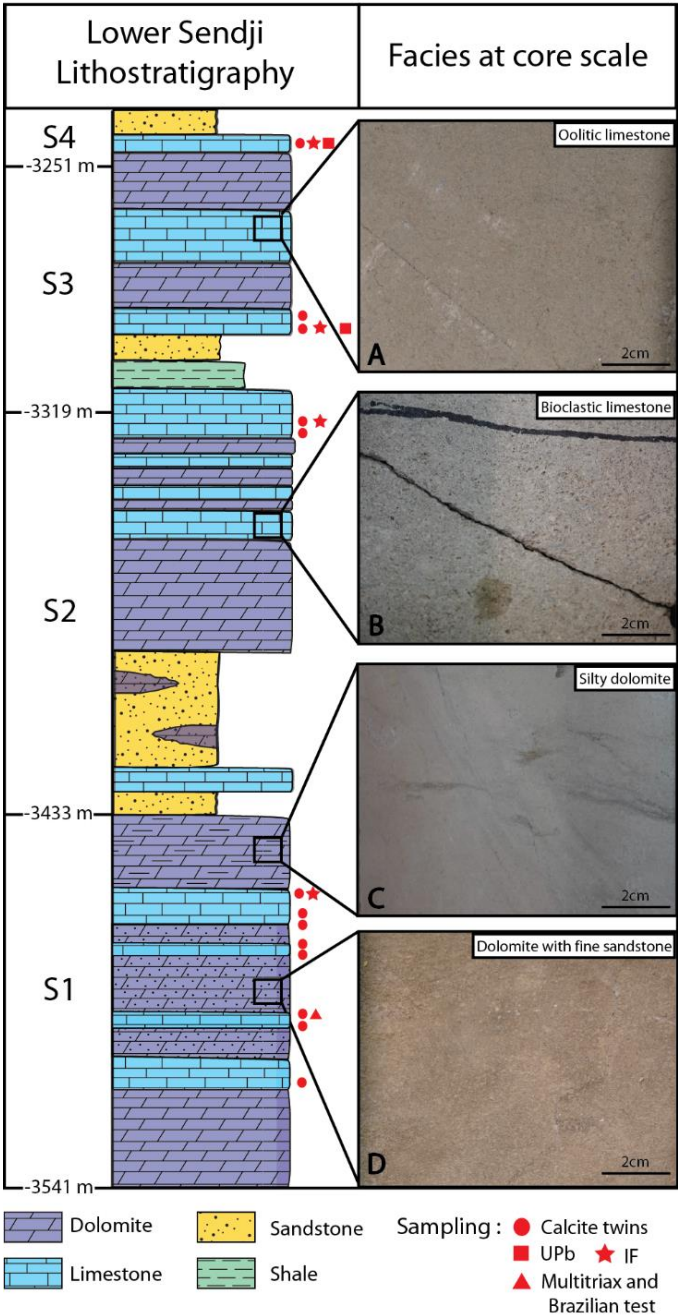 Lower Sendji
Lithostratigraphy
Facies at core scale
S4
-3251 m
S3
-3319 m
S2
-3433 m
S1
-3541 m
Oolitic limestone
A
2cm
Bioclastic limestone
B
2cm
Silty dolomite
C
2cm
Dolomite with fine sandstone
D
2cm
Dolomite
Sandstone
Limestone
Shale
Sampling :
Calcite twins
UPb
IF
Multitriax and
Brazilian test